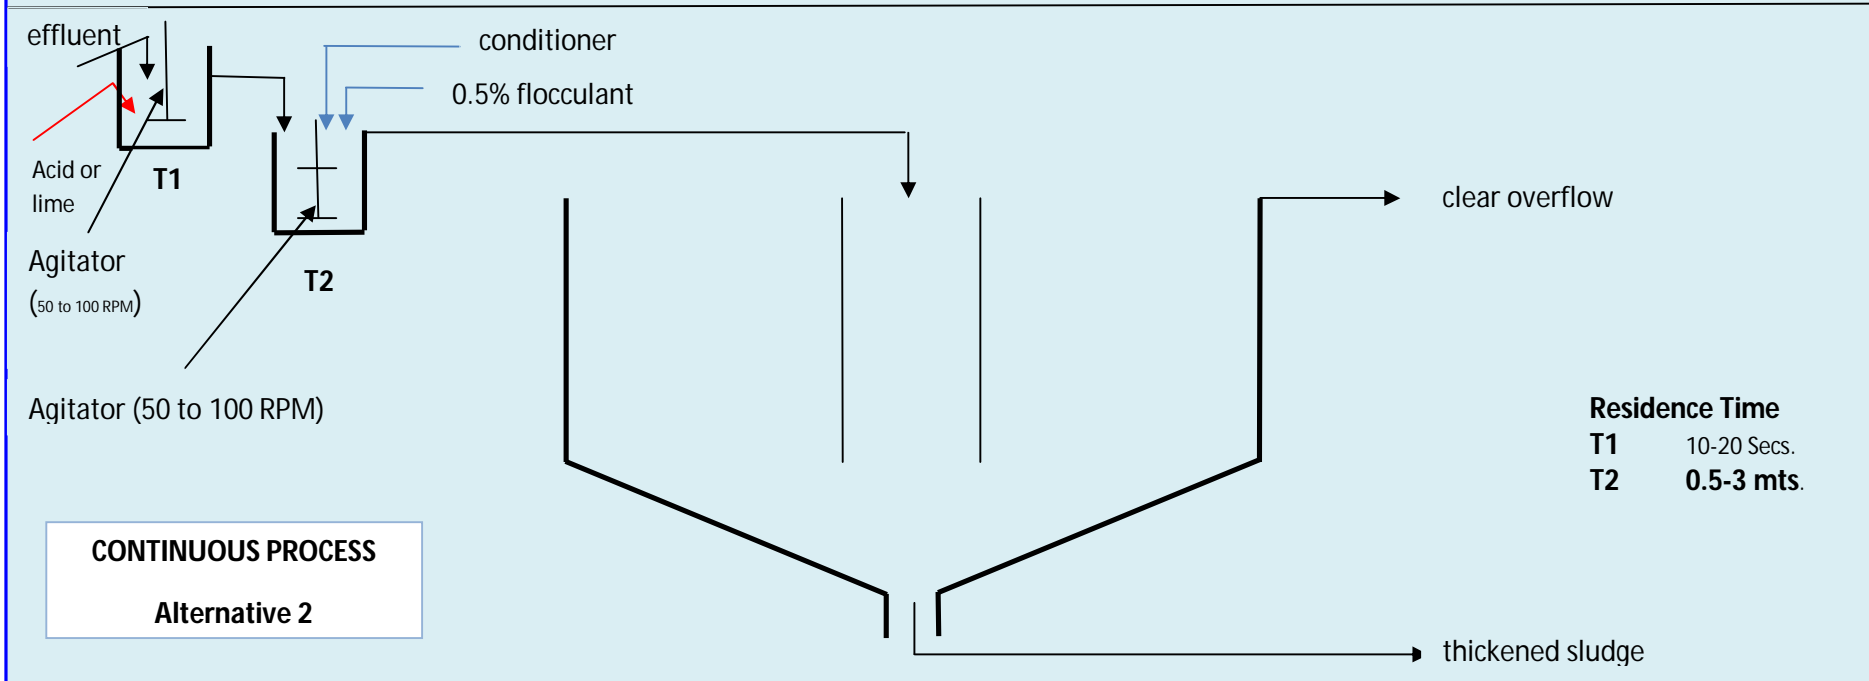 effluent
conditioner
0.5% flocculant
Acid or
lime
T1
Agitator
(50 to 100 RPM)
T2
clear overflow
Agitator (50 to 100 RPM)
Residence Time
T1 10-20 Secs.
T2 0.5-3 mts.
CONTINUOUS PROCESS
Alternative 2
thickened sludge